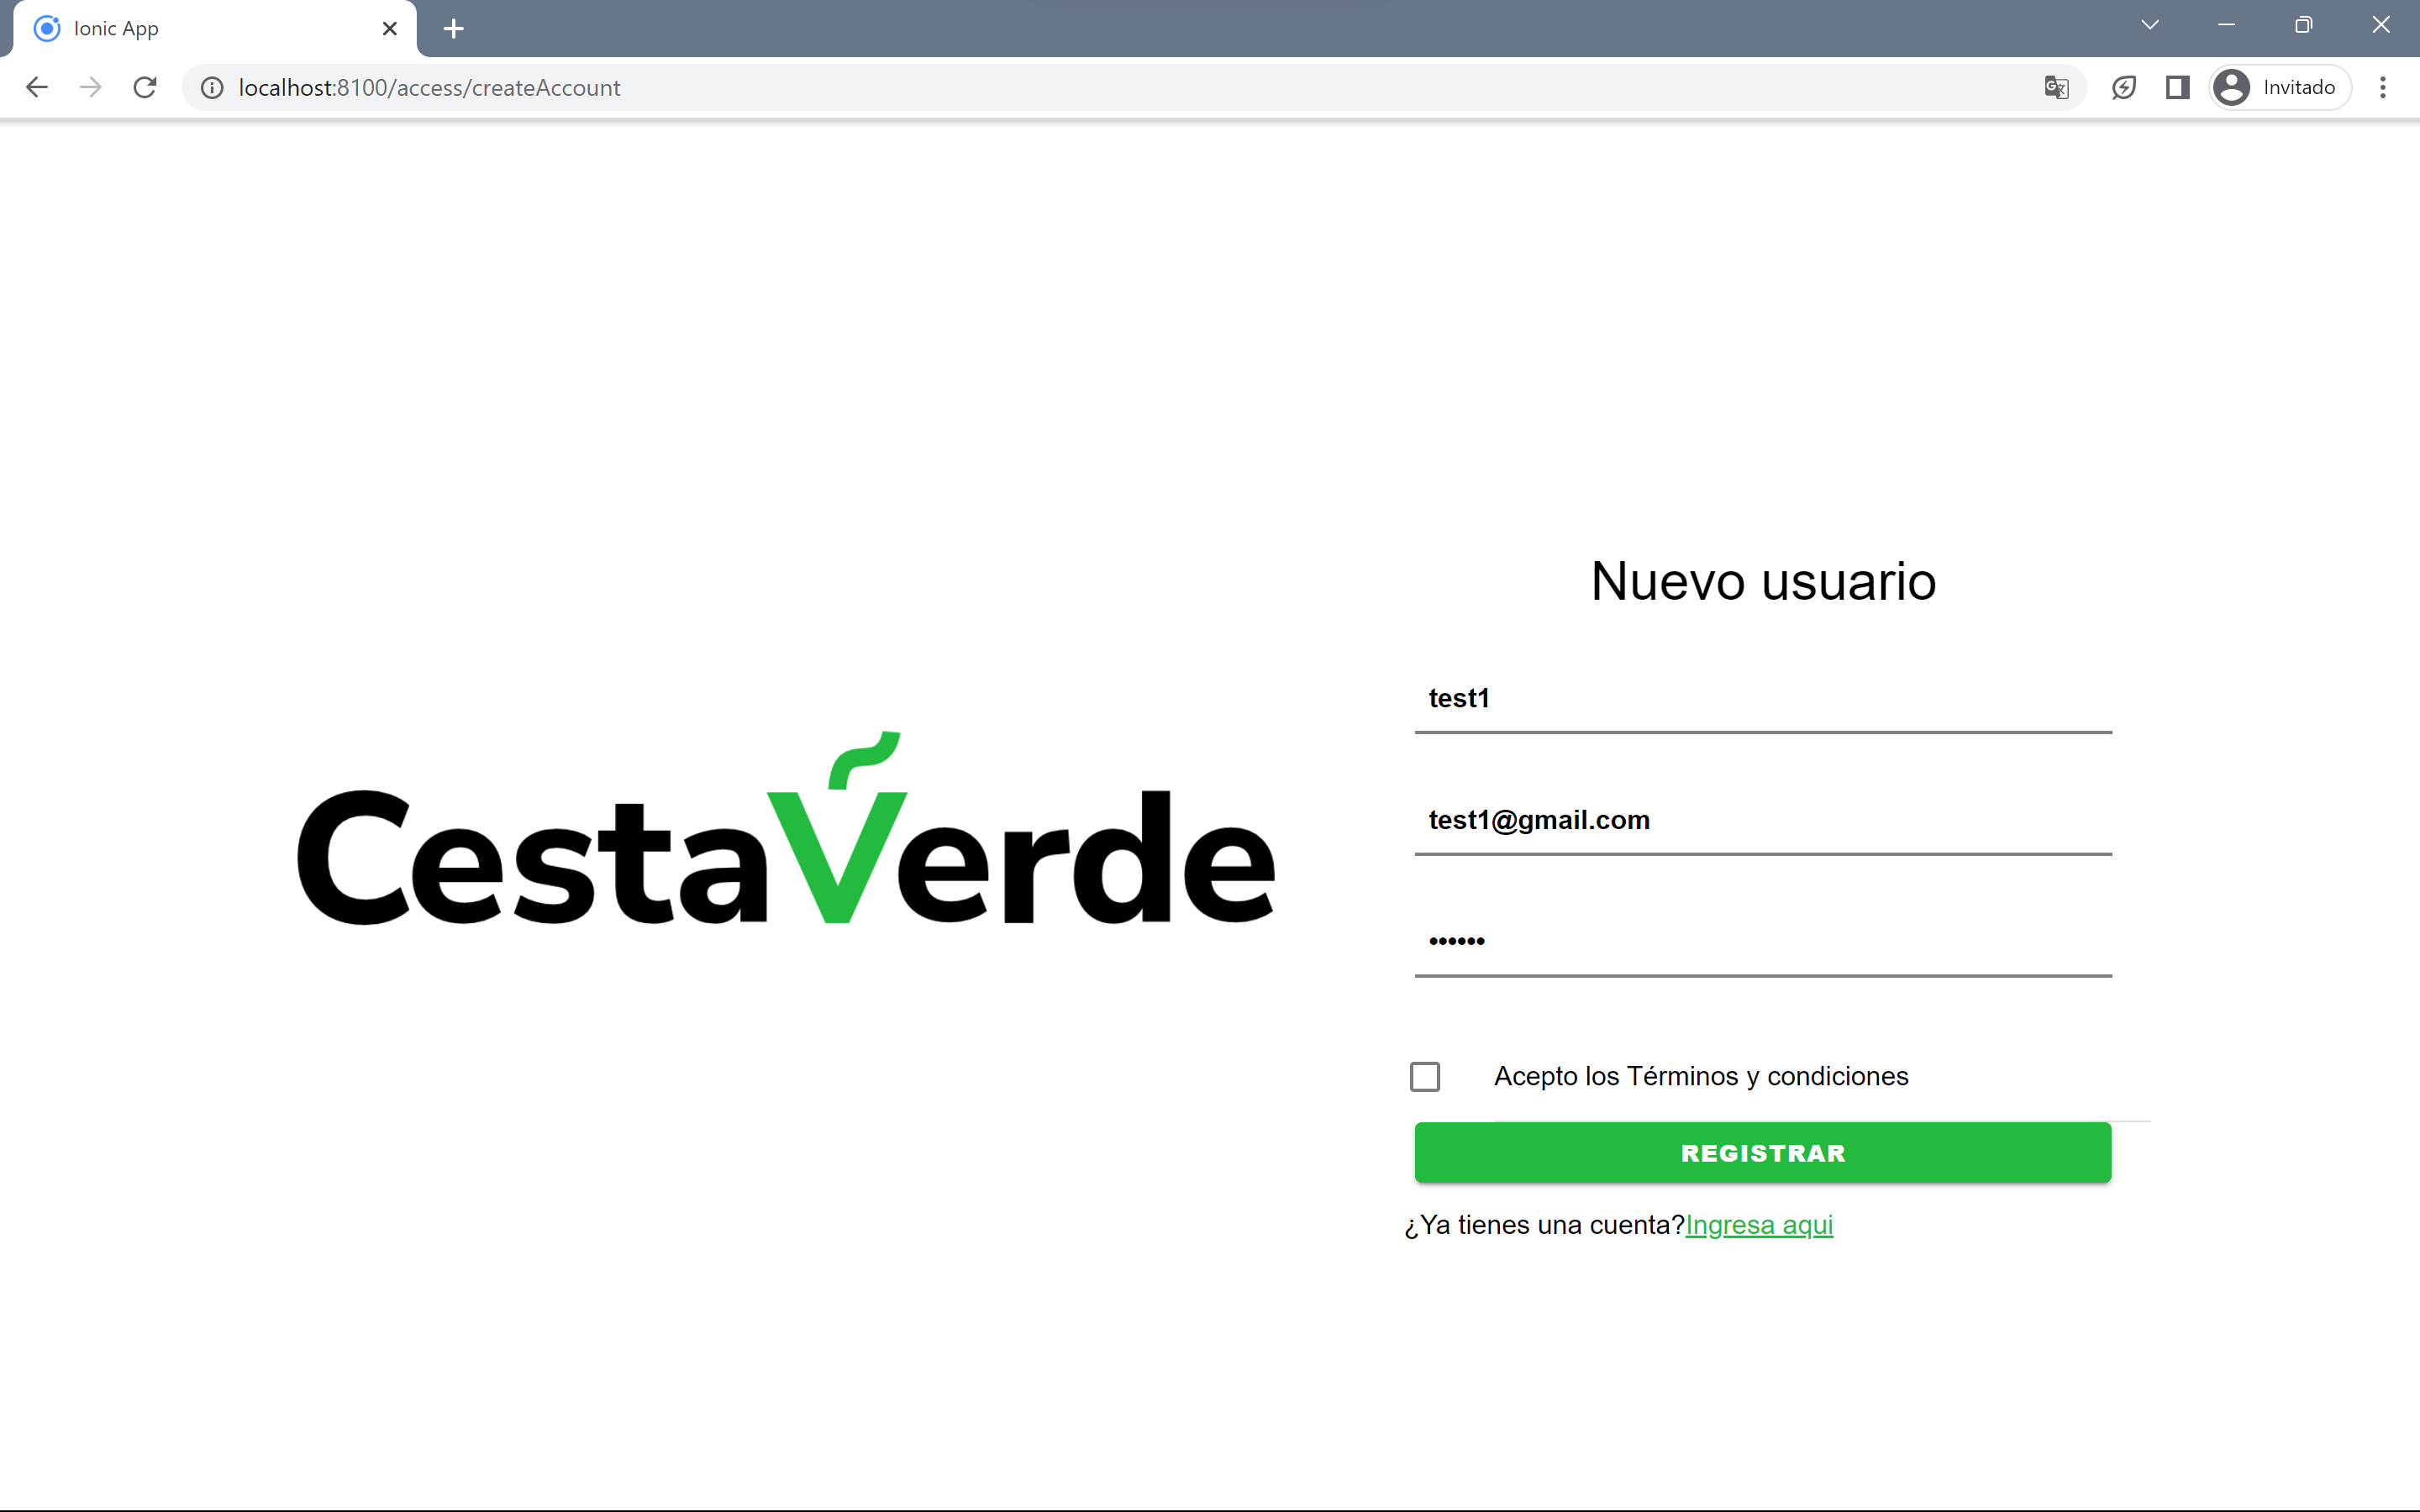 Ionic App
localhost:8100/access/createAccount
Invitado
Nuevo usuario
test1
CestaVerde
test1@gmail.com
••••••
Acepto los Términos y condiciones
REGISTRAR
¿Ya tienes una cuenta?Ingresa aqui